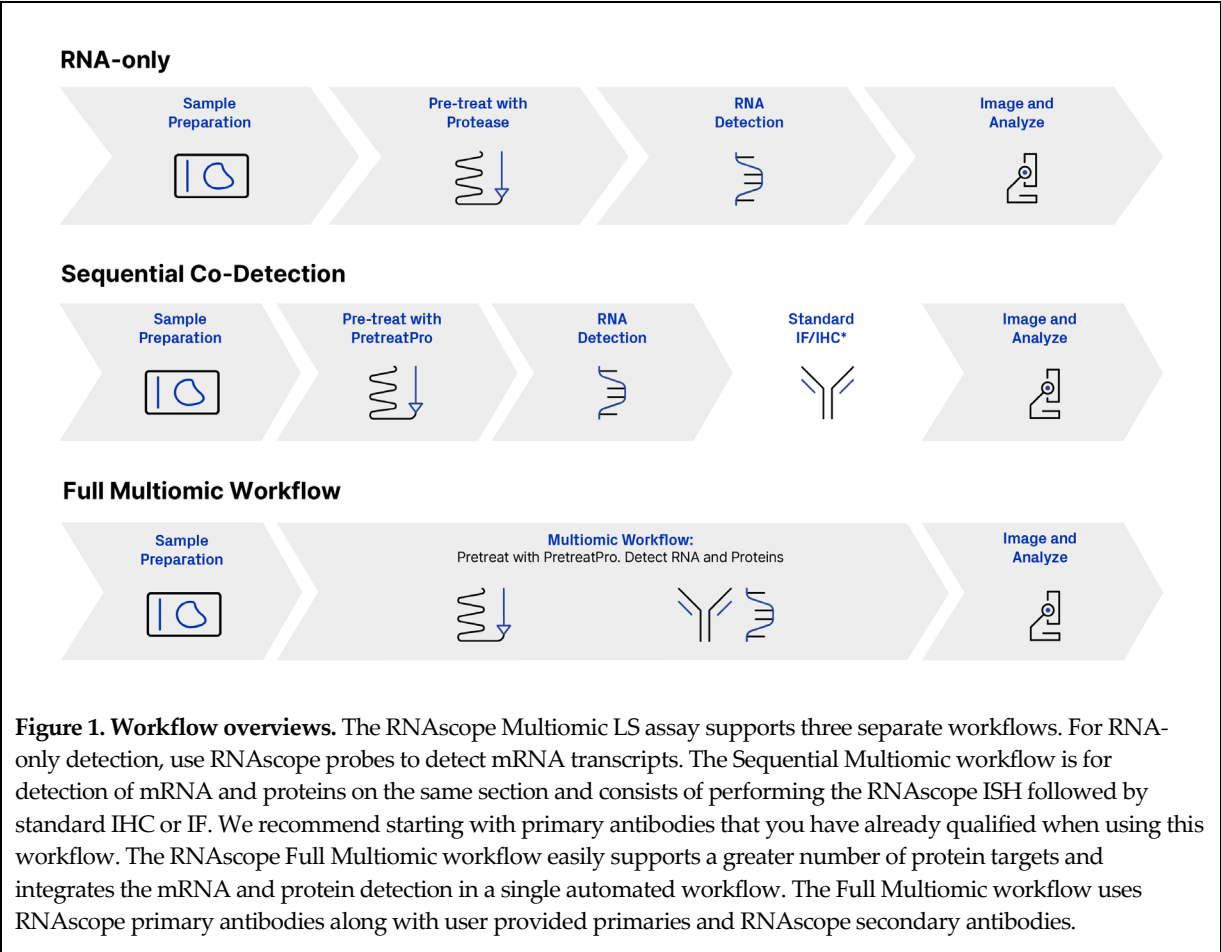 RNA-only
Sample
Preparation
Pre-treat with
Protease
RNA
Detection
Image and
Analyze
Sequential Co-Detection
Sample
Preparation
Pre-treat with
PretreatPro
RNA
Detection
Standard
IF/IHC*
Image and
Analyze
Full Multiomic Workflow
Sample
Preparation
Multiomic Workflow:
Pretreat with PretreatPro. Detect RNA and Proteins
Image and
Analyze
Figure 1. Workflow overviews. The RNAscope Multiomic LS assay supports three separate workflows. For RNA-
only detection, use RNAscope probes to detect mRNA transcripts. The Sequential Multiomic workflow is for
detection of mRNA and proteins on the same section and consists of performing the RNAscope ISH followed by
standard IHC or IF. We recommend starting with primary antibodies that you have already qualified when using this
workflow. The RNAscope Full Multiomic workflow easily supports a greater number of protein targets and
integrates the mRNA and protein detection in a single automated workflow. The Full Multiomic workflow uses
RNAscope primary antibodies along with user provided primaries and RNAscope secondary antibodies.